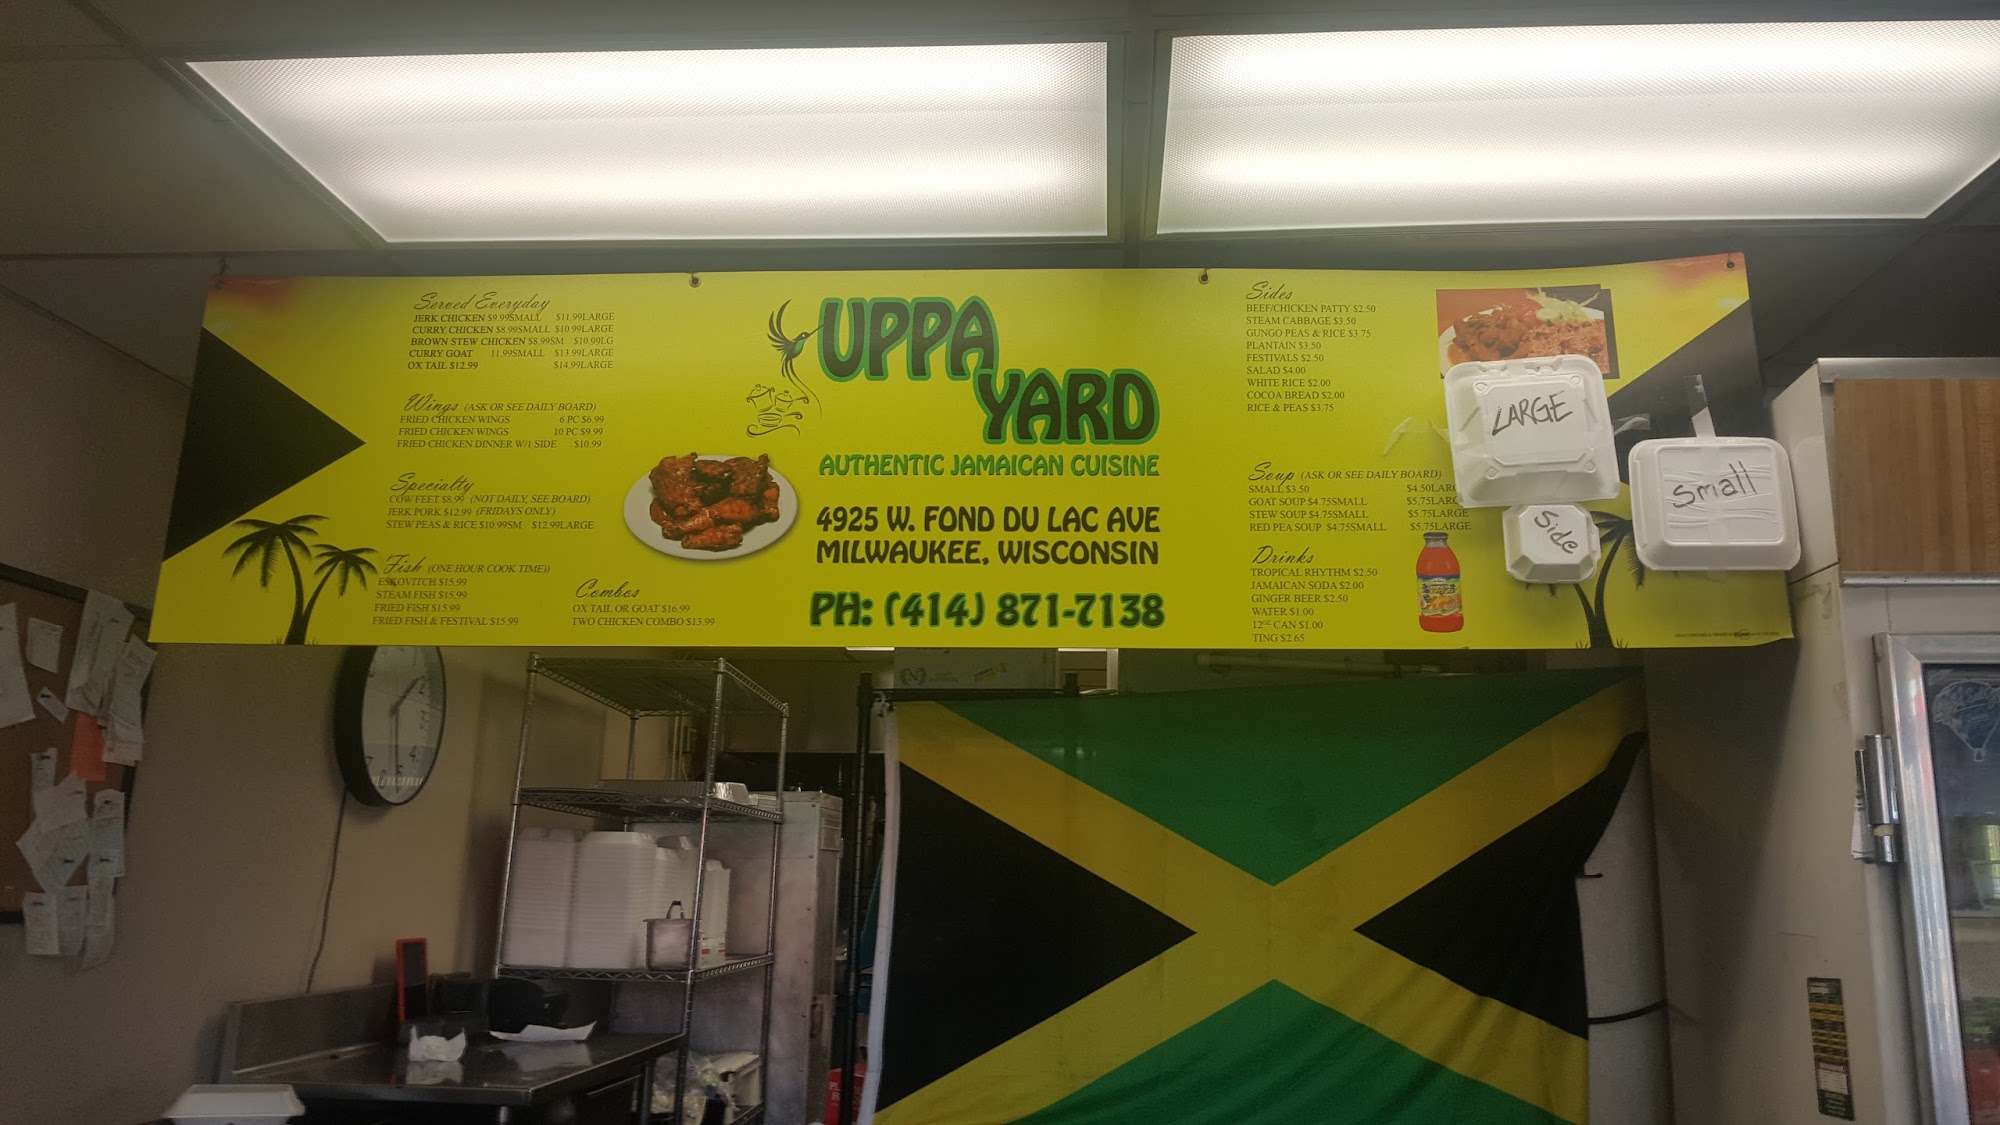 Served Everyday
JERK CHICKEN $9.99SMALL $11.99LARGE
CURRY CHICKEN $8.99SMALL $10.99LARGE
BROWN STEW CHICKEN $8.99SM $10.99LG
CURRY GOAT 11.99SMALL $13.99LARGE
OX TAIL $12.99 $14.99LARGE
Wings (ASK OR SEE DAILY BOARD)
FRIED CHICKEN WINGS 6 PC $6.99
FRIED CHICKEN WINGS 10 PC $9.99
FRIED CHICKEN DINNER W/1 SIDE $10.99
Specialty
COW FEET $8.99 (NOT DAILY, SEE BOARD)
JERK PORK $12.99 (FRIDAYS ONLY)
STEW PEAS & RICE $10.99SM $12.99LARGE
Fish (ONE HOUR COOK TIME))
ESKOVITCH $15.99
STEAM FISH $15.99
FRIED FISH $15.99
FRIED FISH & FESTIVAL $15.99
Combos
OX TAIL OR GOAT $16.99
TWO CHICKEN COMBO $13.99
UPPA
YARD
AUTHENTIC JAMAICAN CUISINE
4925 W. FOND DU LAC AVE
MILWAUKEE, WISCONSIN
PH: (414) 871-7138
Sides
BEEF/CHICKEN PATTY $2.50
STEAM CABBAGE $3.50
GUNGO PEAS & RICE $3.75
PLANTAIN $3.50
FESTIVALS $2.50
SALAD $4.00
WHITE RICE $2.00
COCOA BREAD $2.00
RICE & PEAS $3.75
Soup (ASK OR SEE DAILY BOARD)
SMALL $3.50 $4.50LARG
GOAT SOUP $4.75SMALL $5.75LARG
STEW SOUP $4.75SMALL $5.75LARGE
RED PEA SOUP $4.75SMALL $5.75LARGE
Drinks
TROPICAL RHYTHM $2.50
JAMAICAN SODA $2.00
GINGER BEER $2.50
WATER $1.00
12OZ CAN $1.00
TING $2.65
LARGE
Small
Side